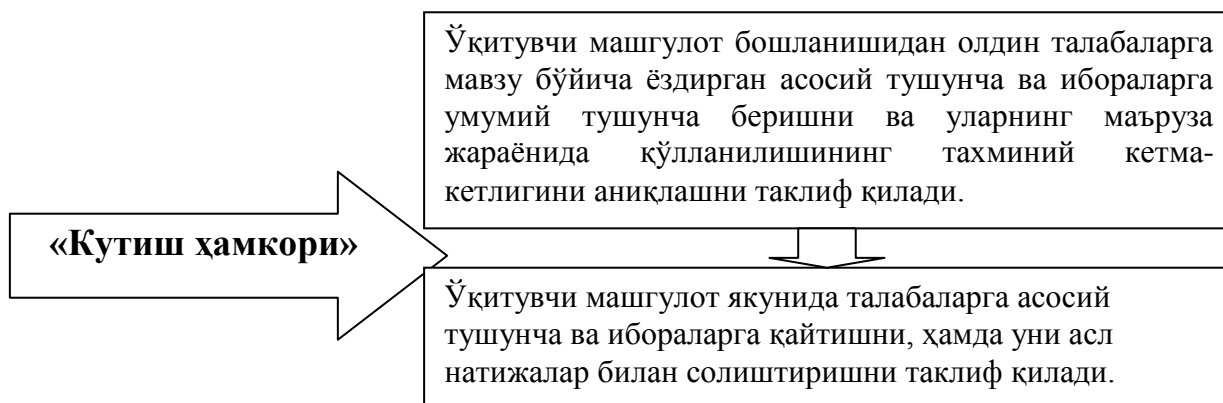 Ўқитувчи машгулот бошланишидан олдин талабаларга
мавзу бўйича ёздирган асосий тушунча ва ибораларга
умумий тушунча беришни ва уларнинг маъруза
жараёнида қўлланилишининг тахминий кетма-
кетлигини аниқлашни таклиф қилади.
«Кутиш ҳамкори»
Ўқитувчи машгулот якунида талабаларга асосий
тушунча ва ибораларга қайтишни, ҳамда уни асл
натижалар билан солиштиришни таклиф қилади.